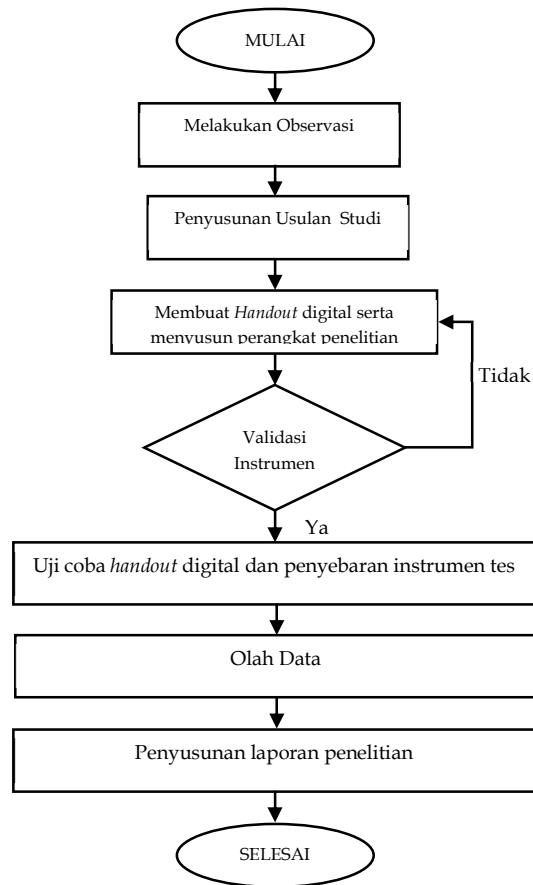 MULAI
Melakukan Observasi
Penyusunan Usulan Studi
Membuat Handout digital serta
menyusun perangkat penelitian
Tidak
Validasi
Instrumen
Ya
Uji coba handout digital dan penyebaran instrumen tes
Olah Data
Penyusunan laporan penelitian
SELESAI